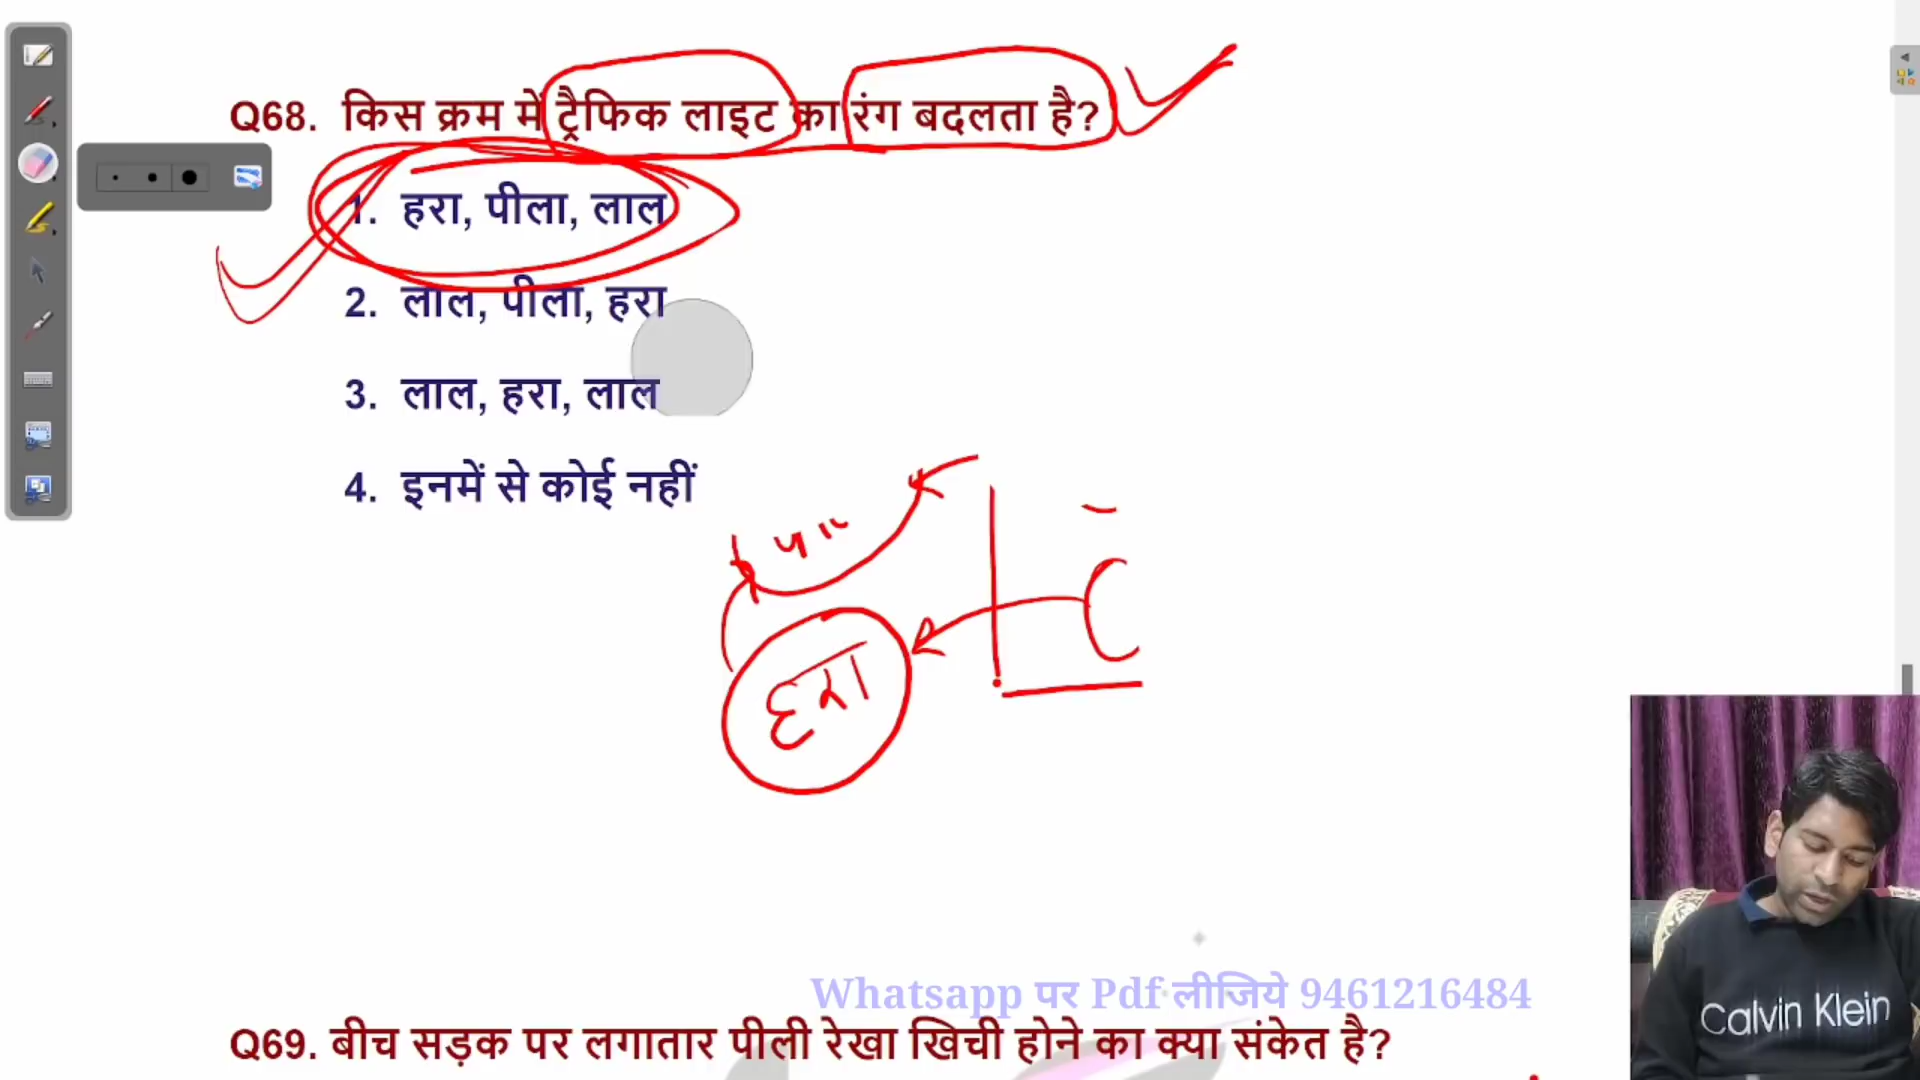 Q68. किस क्रम में ट्रैफिक लाइट का रंग बदलता है?
1. हरा, पीला, लाल
2. लाल, पीला, हरा
3. लाल, हरा, लाल
4. इनमें से कोई नहीं
हरा
Whatsapp पर Pdf लीजिये 9461216484
Calvin Klein
Q69. बीच सड़क पर लगातार पीली रेखा खिची होने का क्या संकेत है?